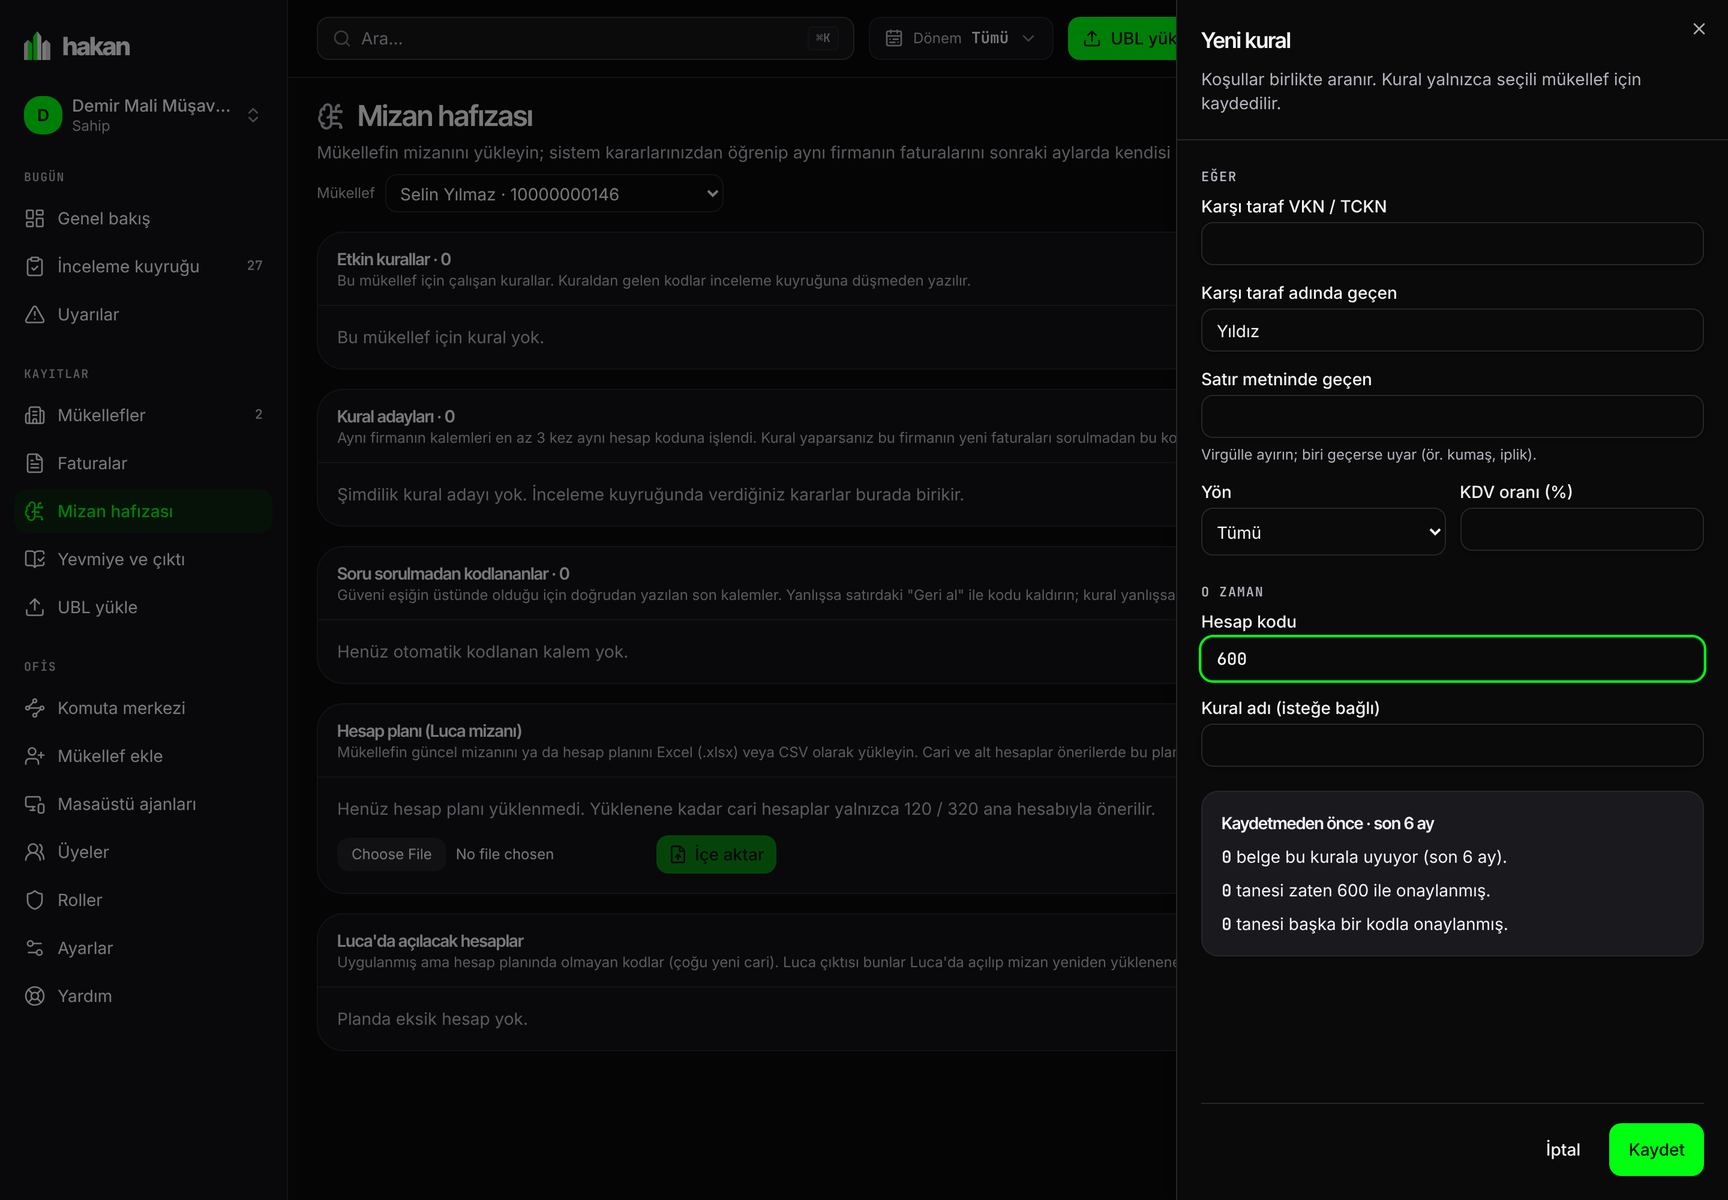 hakan
Demir Mali Müşav...
Sahip
D
BUGÜN
Genel bakış
İnceleme kuyruğu 27
Uyarılar
KAYITLAR
Mükellefler 2
Faturalar
Mizan hafızası
Yevmiye ve çıktı
UBL yükle
OFİS
Komuta merkezi
Mükellef ekle
Masaüstü ajanları
Üyeler
Roller
Ayarlar
Yardım
Ara... ⌘K
Dönem Tümü
UBL yük
Mizan hafızası
Mükellefin mizanını yükleyin; sistem kararlarınızdan öğrenip aynı firmanın faturalarını sonraki aylarda kendisi
Mükellef Selin Yılmaz · 10000000146
Etkin kurallar · 0
Bu mükellef için çalışan kurallar. Kuraldan gelen kodlar inceleme kuyruğuna düşmeden yazılır.
Bu mükellef için kural yok.
Kural adayları · 0
Aynı firmanın kalemleri en az 3 kez aynı hesap koduna işlendi. Kural yaparsanız bu firmanın yeni faturaları sorulmadan bu ko
Şimdilik kural adayı yok. İnceleme kuyruğunda verdiğiniz kararlar burada birikir.
Soru sorulmadan kodlananlar · 0
Güveni eşiğin üstünde olduğu için doğrudan yazılan son kalemler. Yanlışsa satırdaki "Geri al" ile kodu kaldırın; kural yanlışsa
Henüz otomatik kodlanan kalem yok.
Hesap planı (Luca mizanı)
Mükellefin güncel mizanını ya da hesap planını Excel (.xlsx) veya CSV olarak yükleyin. Cari ve alt hesaplar önerilerde bu plan
Henüz hesap planı yüklenmedi. Yüklenene kadar cari hesaplar yalnızca 120 / 320 ana hesabıyla önerilir.
Choose File No file chosen İçe aktar
Luca'da açılacak hesaplar
Uygulanmış ama hesap planında olmayan kodlar (çoğu yeni cari). Luca çıktısı bunlar Luca'da açılıp mizan yeniden yüklenene
Planda eksik hesap yok.
Yeni kural
Koşullar birlikte aranır. Kural yalnızca seçili mükellef için
kaydedilir.
EĞER
Karşı taraf VKN / TCKN
Karşı taraf adında geçen
Yıldız
Satır metninde geçen
Virgülle ayırın; biri geçerse uyar (ör. kumaş, iplik).
Yön KDV oranı (%)
Tümü
O ZAMAN
Hesap kodu
600
Kural adı (isteğe bağlı)
Kaydetmeden önce · son 6 ay
0 belge bu kurala uyuyor (son 6 ay).
0 tanesi zaten 600 ile onaylanmış.
0 tanesi başka bir kodla onaylanmış.
İptal Kaydet